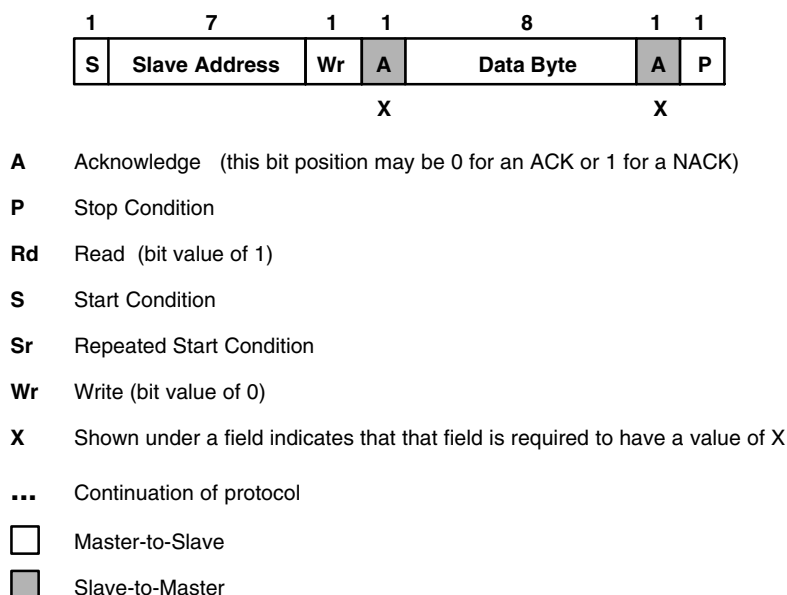 1 7 1 1 8 1 1
S Slave Address Wr A Data Byte A P
X X
A Acknowledge (this bit position may be 0 for an ACK or 1 for a NACK)
P Stop Condition
Rd Read (bit value of 1)
S Start Condition
Sr Repeated Start Condition
Wr Write (bit value of 0)
X Shown under a field indicates that that field is required to have a value of X
... Continuation of protocol
Master-to-Slave
Slave-to-Master